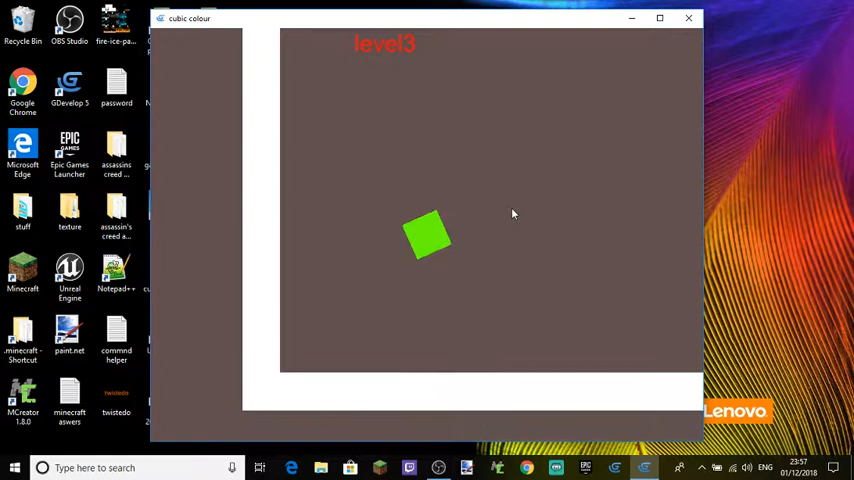 cubic colour
level3
Recycle Bin
OBS Studio
fire-ice-pa...
Google Chrome
GDevelop 5
password
Microsoft Edge
Epic Games Launcher
assassins creed ...
stuff
texture
assassin's creed a...
Minecraft
Unreal Engine
Notepad++
.minecraft - Shortcut
paint.net
commnd helper
MCreator 1.8.0
minecraft aswers
twistedo
twistedo
Lenovo
Type here to search
ENG
23:57
01/12/2018